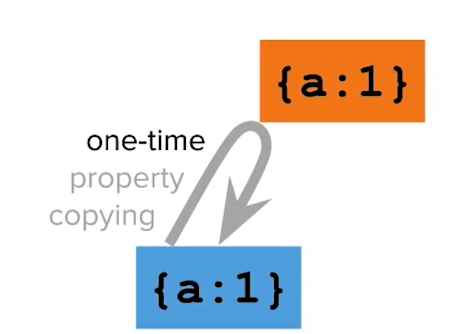 {a:1}
one-time
property
copying
{a:1}